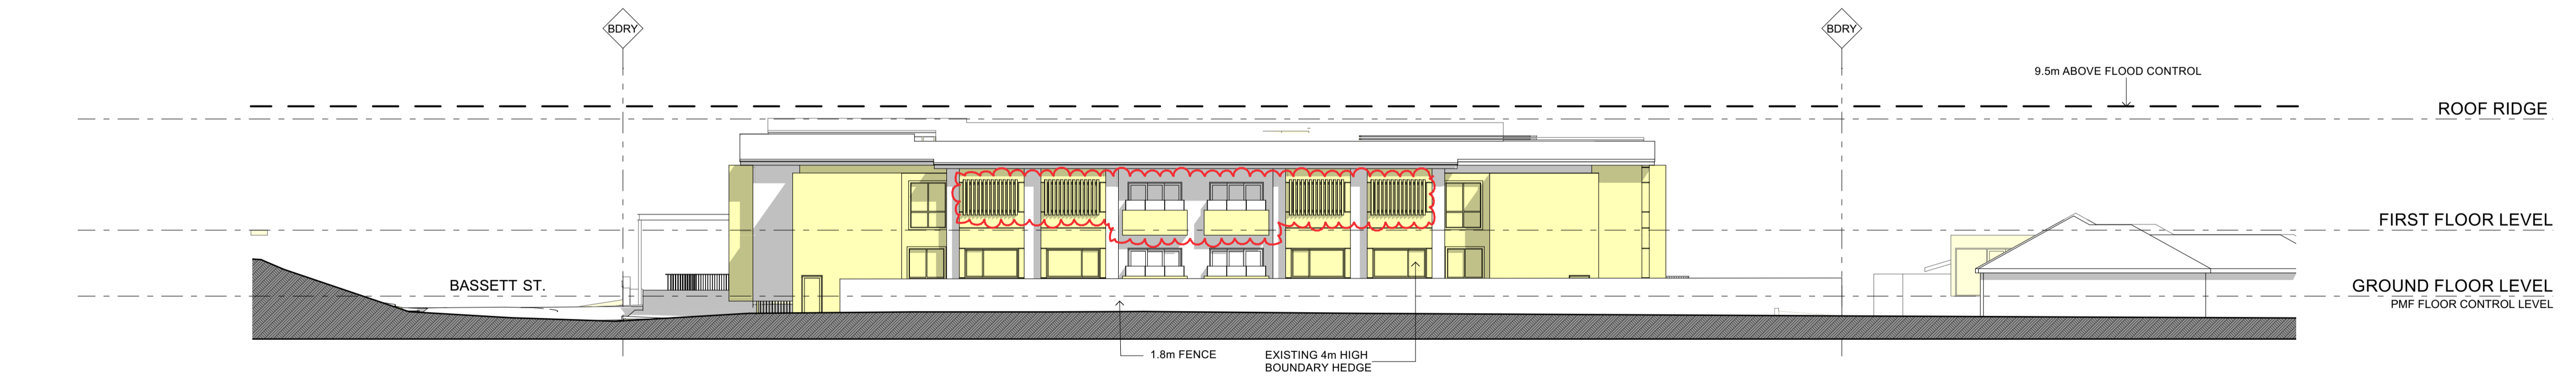 BDRY
BDRY
9.5m ABOVE FLOOD CONTROL
ROOF RIDGE
FIRST FLOOR LEVEL
BASSETT ST.
GROUND FLOOR LEVEL
PMF FLOOR CONTROL LEVEL
1.8m FENCE
EXISTING 4m HIGH
BOUNDARY HEDGE